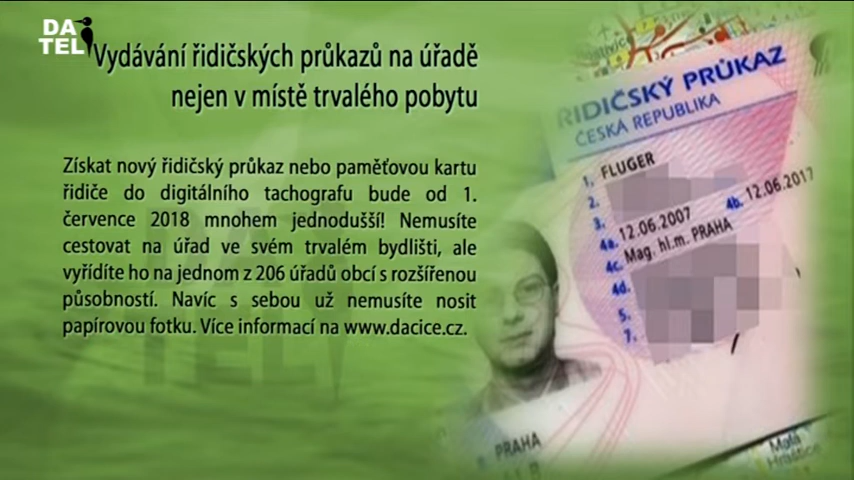 DA
TEL
Vydávání řidičských průkazů na úřadě
nejen v místě trvalého pobytu
Získat nový řidičský průkaz nebo paměťovou kartu
řidiče do digitálního tachografu bude od 1.
července 2018 mnohem jednodušší! Nemusíte
cestovat na úřad ve svém trvalém bydlišti, ale
vyřídíte ho na jednom z 206 úřadů obcí s rozšířenou
působností. Navíc s sebou už nemusíte nosit
papírovou fotku. Více informací na www.dacice.cz.
ŘIDIČSKÝ PRŮKAZ
ČESKÁ REPUBLIKA
1. FLUGER
2.
3.
4a. 12.06.2007 4b. 12.06.2017
4c. Mag. hl.m. PRAHA
4d.
5.
7.
PRAHA
Malá
Hraštice